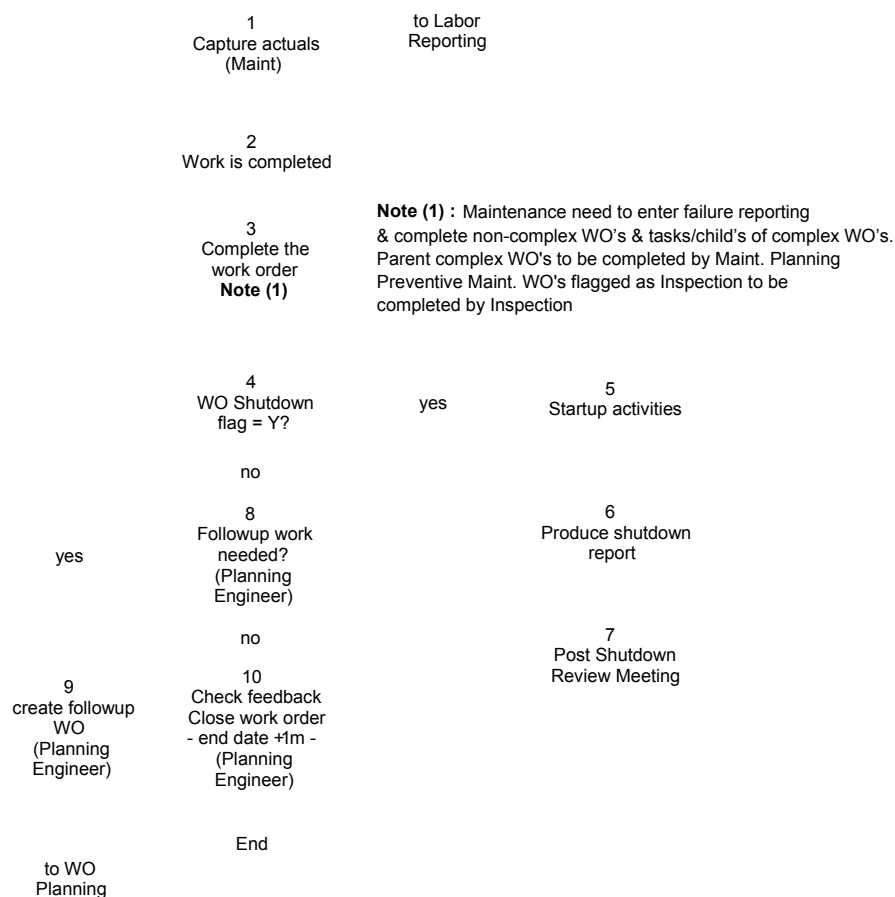 1
Capture actuals
(Maint)
to Labor
Reporting
2
Work is completed
3
Complete the
work order
Note (1)
Note (1) : Maintenance need to enter failure reporting
& complete non-complex WO's & tasks/child's of complex WO's.
Parent complex WO's to be completed by Maint. Planning
Preventive Maint. WO's flagged as Inspection to be
completed by Inspection
4
WO Shutdown
flag = Y?
yes
5
Startup activities
no
8
Followup work
needed?
(Planning
Engineer)
yes
6
Produce shutdown
report
no
7
Post Shutdown
Review Meeting
9
create followup
WO
(Planning
Engineer)
10
Check feedback
Close work order
- end date +1m -
(Planning
Engineer)
End
to WO
Planning